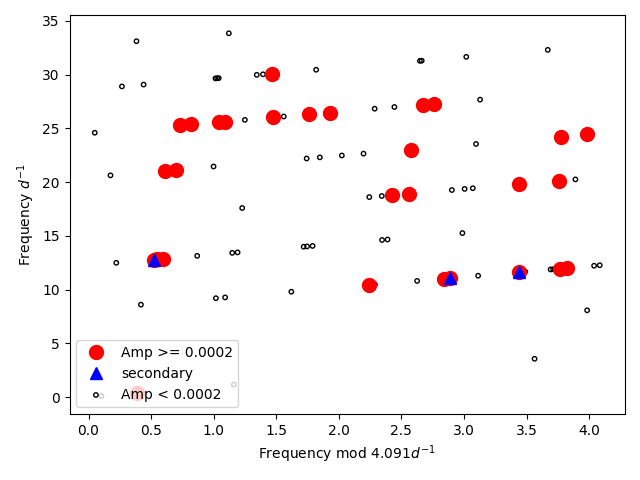 35
30
25
20
15
10
5
0
Frequency d⁻¹
Amp >= 0.0002
secondary
Amp < 0.0002
0.0 0.5 1.0 1.5 2.0 2.5 3.0 3.5 4.0
Frequency mod 4.091d⁻¹